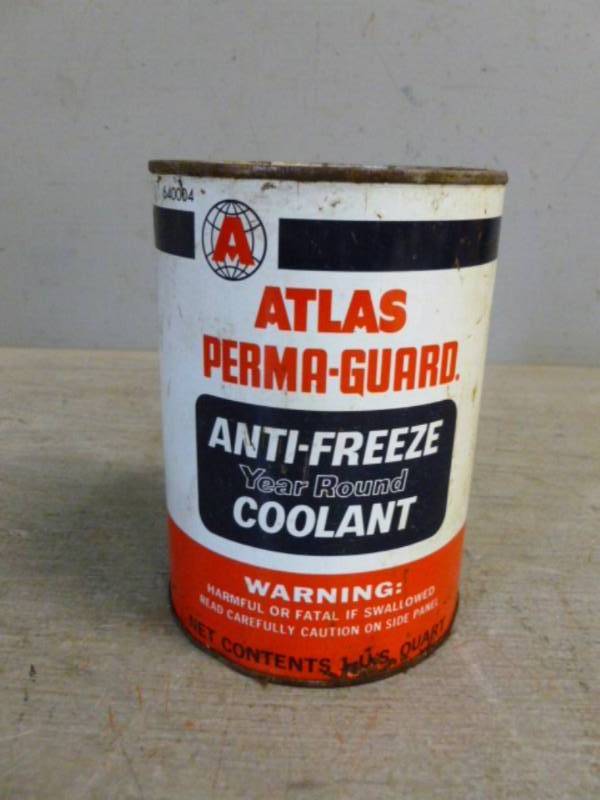 640004
A
ATLAS
PERMA-GUARD.
ANTI-FREEZE
Year Round
COOLANT
WARNING:
HARMFUL OR FATAL IF SWALLOWED
READ CAREFULLY CAUTION ON SIDE PANEL
NET CONTENTS 1 U.S. QUART